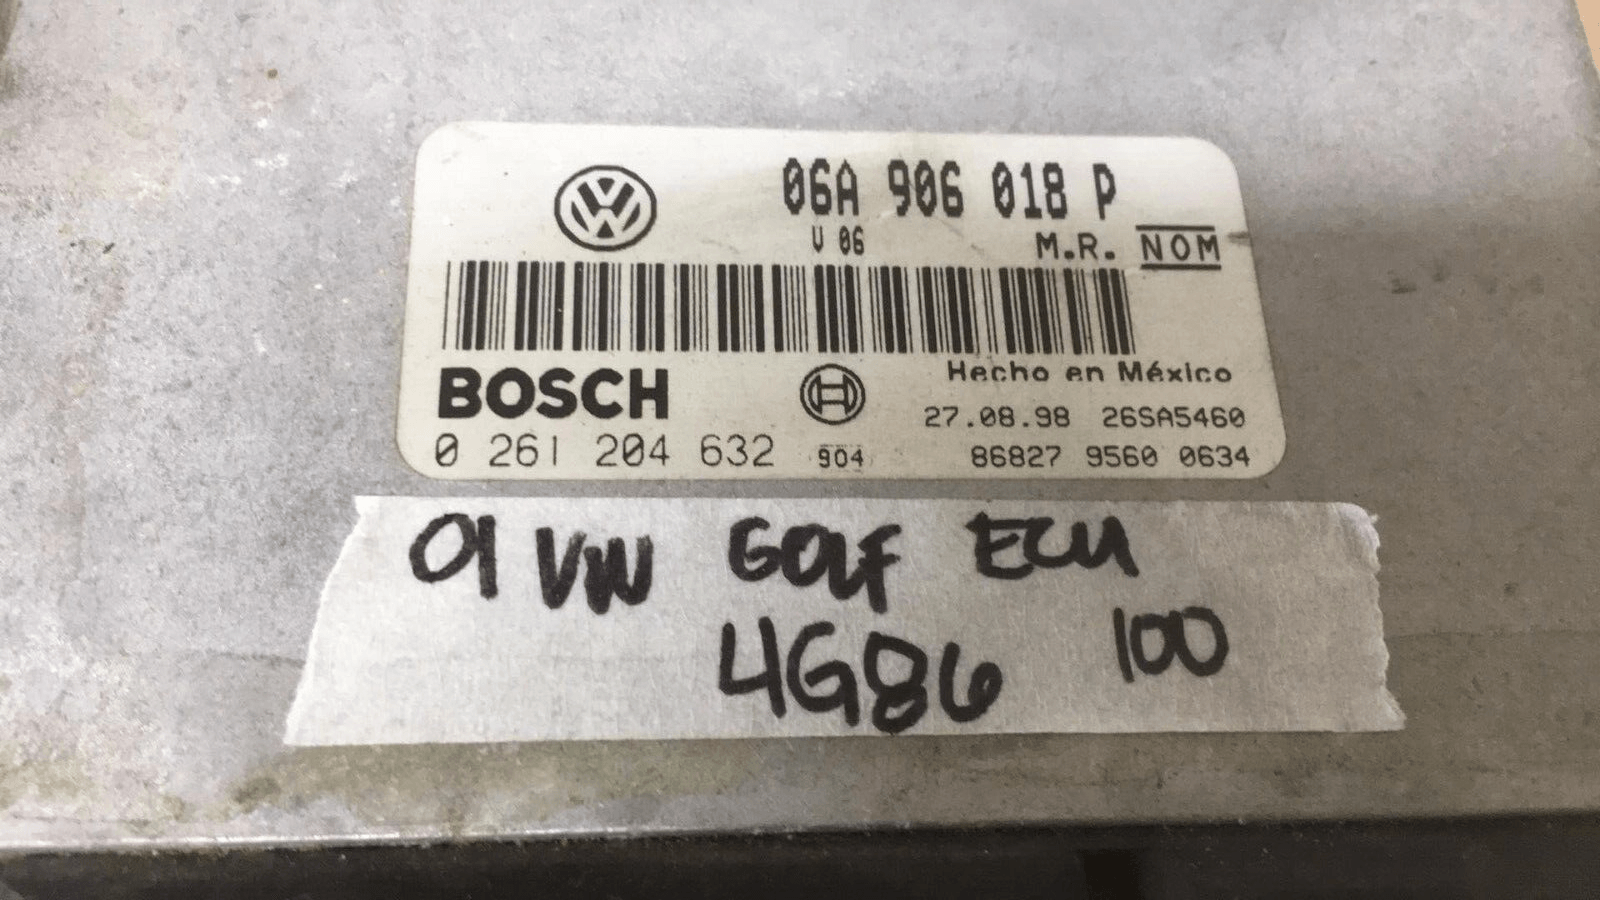 06A 906 018 P
V 06 M.R. NOM
BOSCH Hecho en México
27.08.98 26SA5460
0 261 204 632 904 86827 9560 0634
01 VW GOLF ECU
4G86 100